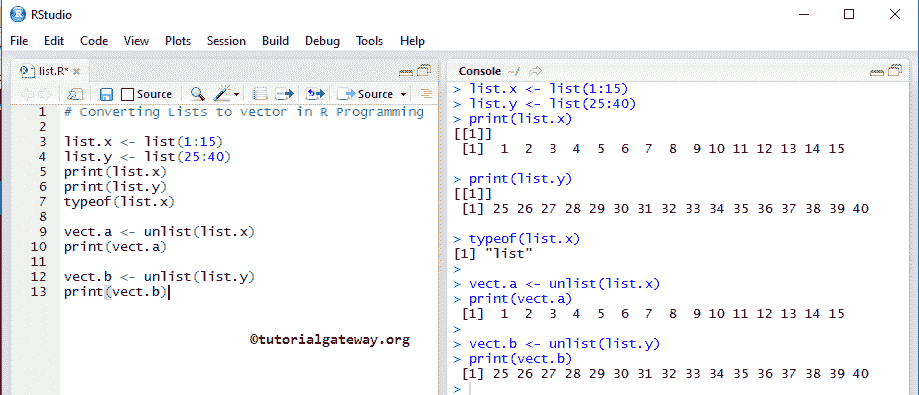 RStudio
File Edit Code View Plots Session Build Debug Tools Help
list.R*
Source Source
1 # Converting Lists to vector in R Programming
2
3 list.x <- list(1:15)
4 list.y <- list(25:40)
5 print(list.x)
6 print(list.y)
7 typeof(list.x)
8
9 vect.a <- unlist(list.x)
10 print(vect.a)
11
12 vect.b <- unlist(list.y)
13 print(vect.b)
©tutorialgateway.org
Console ~/
> list.x <- list(1:15)
> list.y <- list(25:40)
> print(list.x)
[[1]]
[1] 1 2 3 4 5 6 7 8 9 10 11 12 13 14 15
> print(list.y)
[[1]]
[1] 25 26 27 28 29 30 31 32 33 34 35 36 37 38 39 40
> typeof(list.x)
[1] "list"
>
> vect.a <- unlist(list.x)
> print(vect.a)
[1] 1 2 3 4 5 6 7 8 9 10 11 12 13 14 15
>
> vect.b <- unlist(list.y)
> print(vect.b)
[1] 25 26 27 28 29 30 31 32 33 34 35 36 37 38 39 40
>